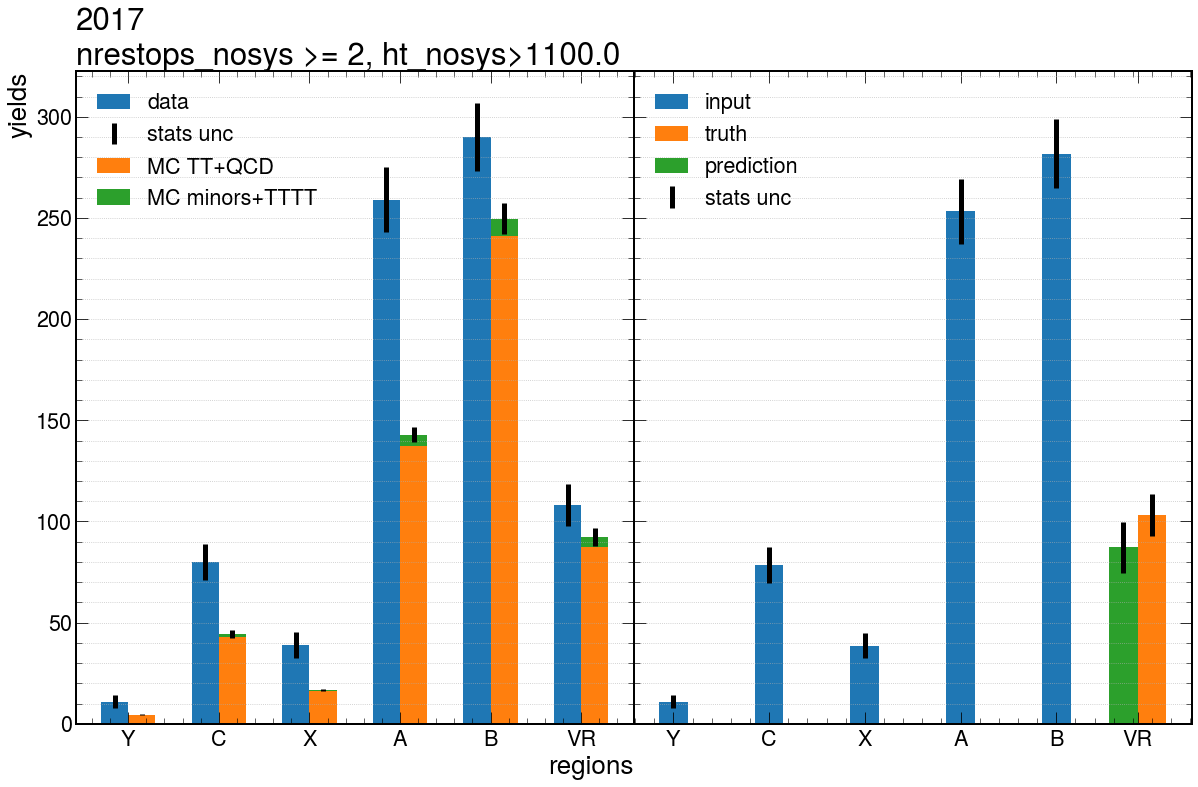 2017
nrestops_nosys >= 2, ht_nosys>1100.0
yields
300
250
200
150
100
50
0
data
stats unc
MC TT+QCD
MC minors+TTTT
input
truth
prediction
stats unc
Y C X A B VR
Y C X A B VR
regions